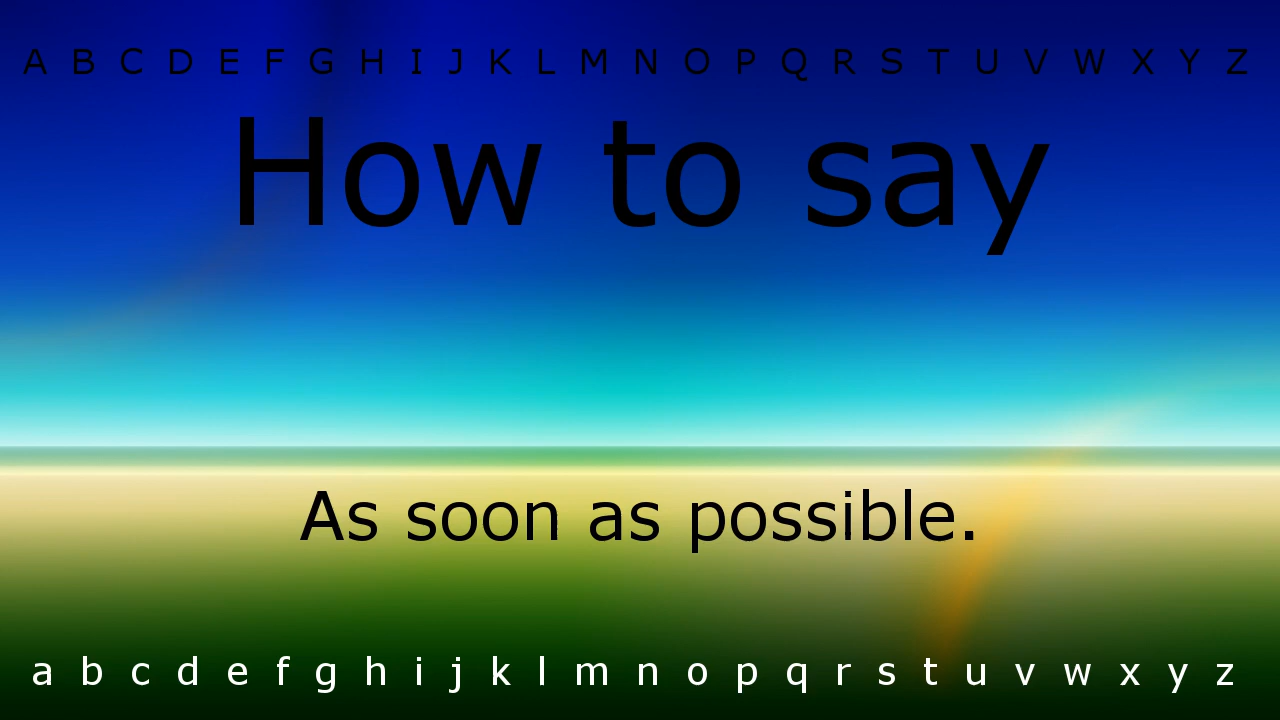 A B C D E F G H I J K L M N O P Q R S T U V W X Y Z
How to say
As soon as possible.
a b c d e f g h i j k l m n o p q r s t u v w x y z